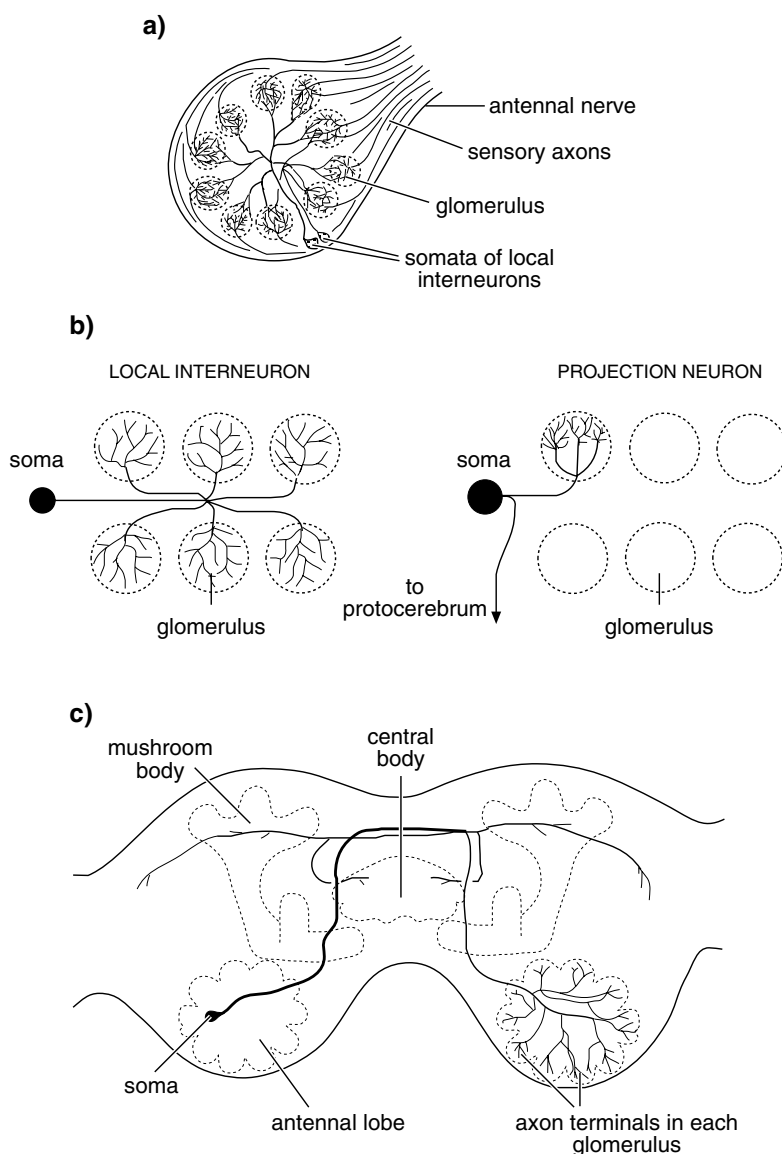 a)
antennal nerve
sensory axons
glomerulus
somata of local
interneurons
b)
LOCAL INTERNEURON
PROJECTION NEURON
soma
soma
to
protocerebrum
glomerulus
glomerulus
c)
mushroom
body
central
body
soma
antennal lobe
axon terminals in each
glomerulus